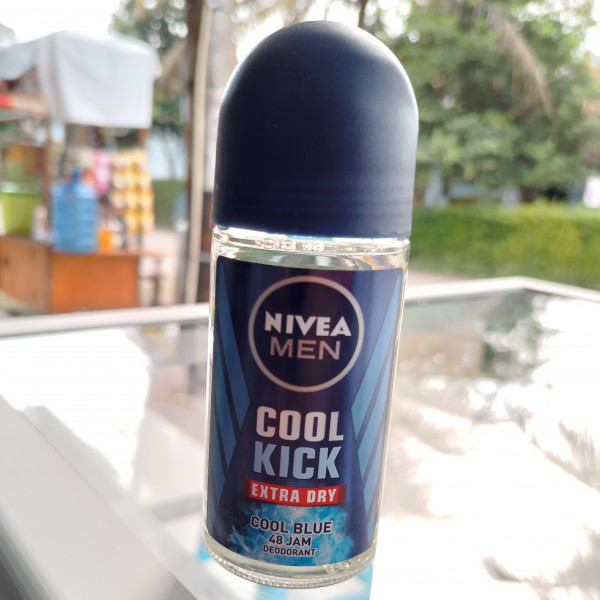 NIVEA
MEN
COOL
KICK
EXTRA DRY
COOL BLUE
48 JAM
DEODORANT